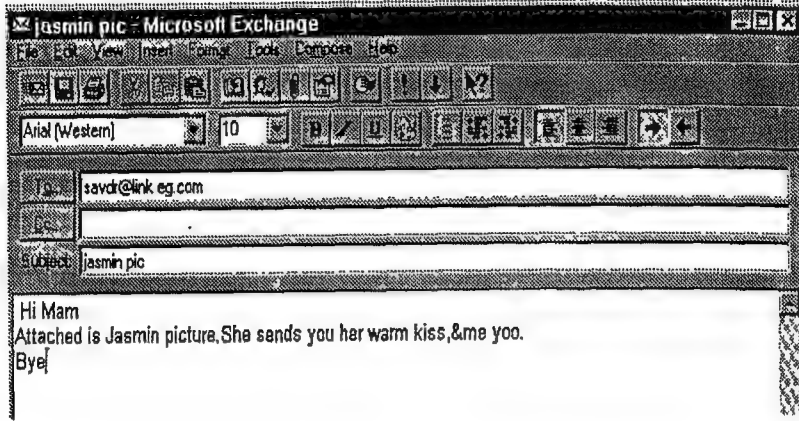 jasmin pic - Microsoft Exchange
File Edit View Insert Format Tools Compose Help
Arial (Western) 10 B I U
To... savdr@link.eg.com
Cc...
Subject: jasmin pic
Hi Mam
Attached is Jasmin picture,She sends you her warm kiss,&me yoo.
Bye